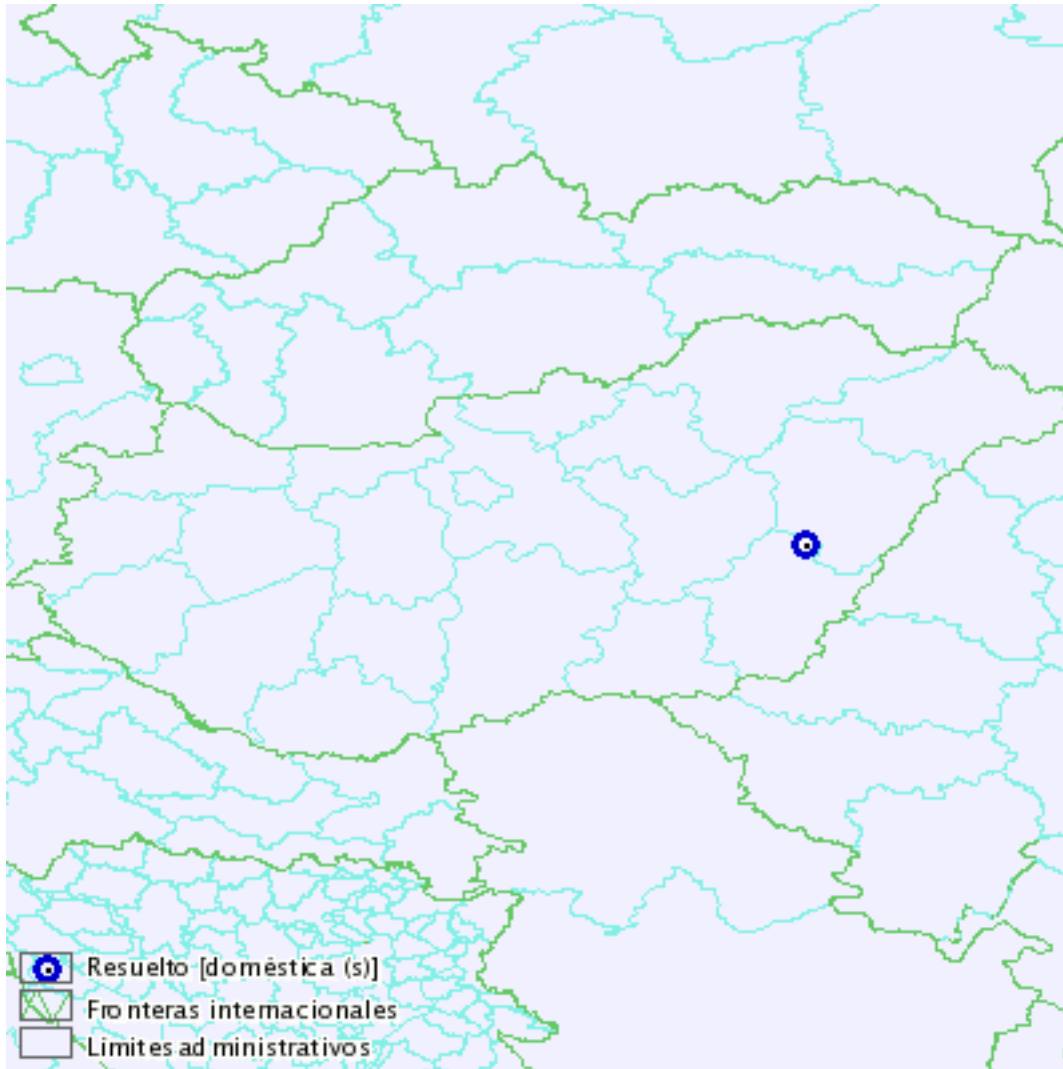 Resuelto [doméstica (s)]
Fronteras internacionales
Límites administrativos